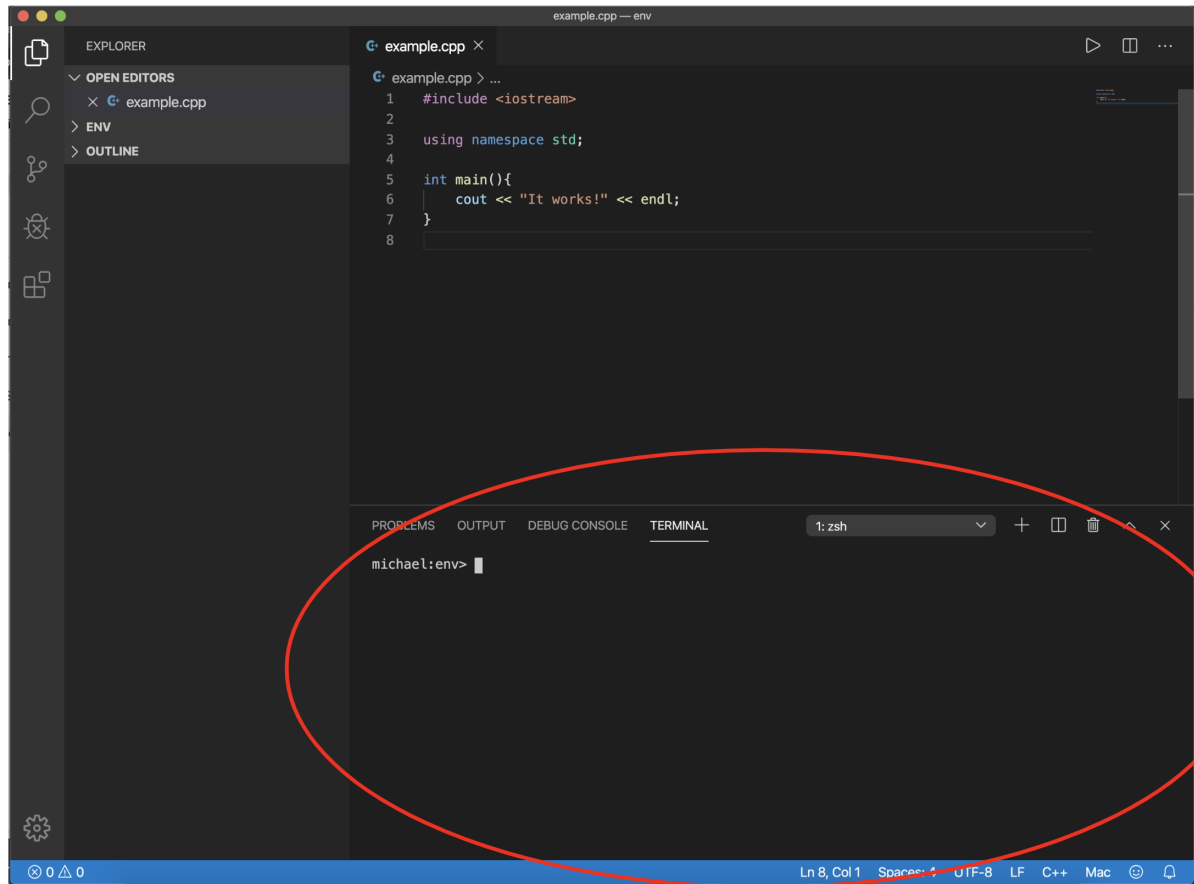 example.cpp — env
EXPLORER
OPEN EDITORS
example.cpp
ENV
OUTLINE
example.cpp
example.cpp > ...
1 #include <iostream>
2
3 using namespace std;
4
5 int main(){
6 cout << "It works!" << endl;
7 }
8
PROBLEMS OUTPUT DEBUG CONSOLE TERMINAL 1: zsh
michael:env>
0 0 Ln 8, Col 1 Spaces: 4 UTF-8 LF C++ Mac